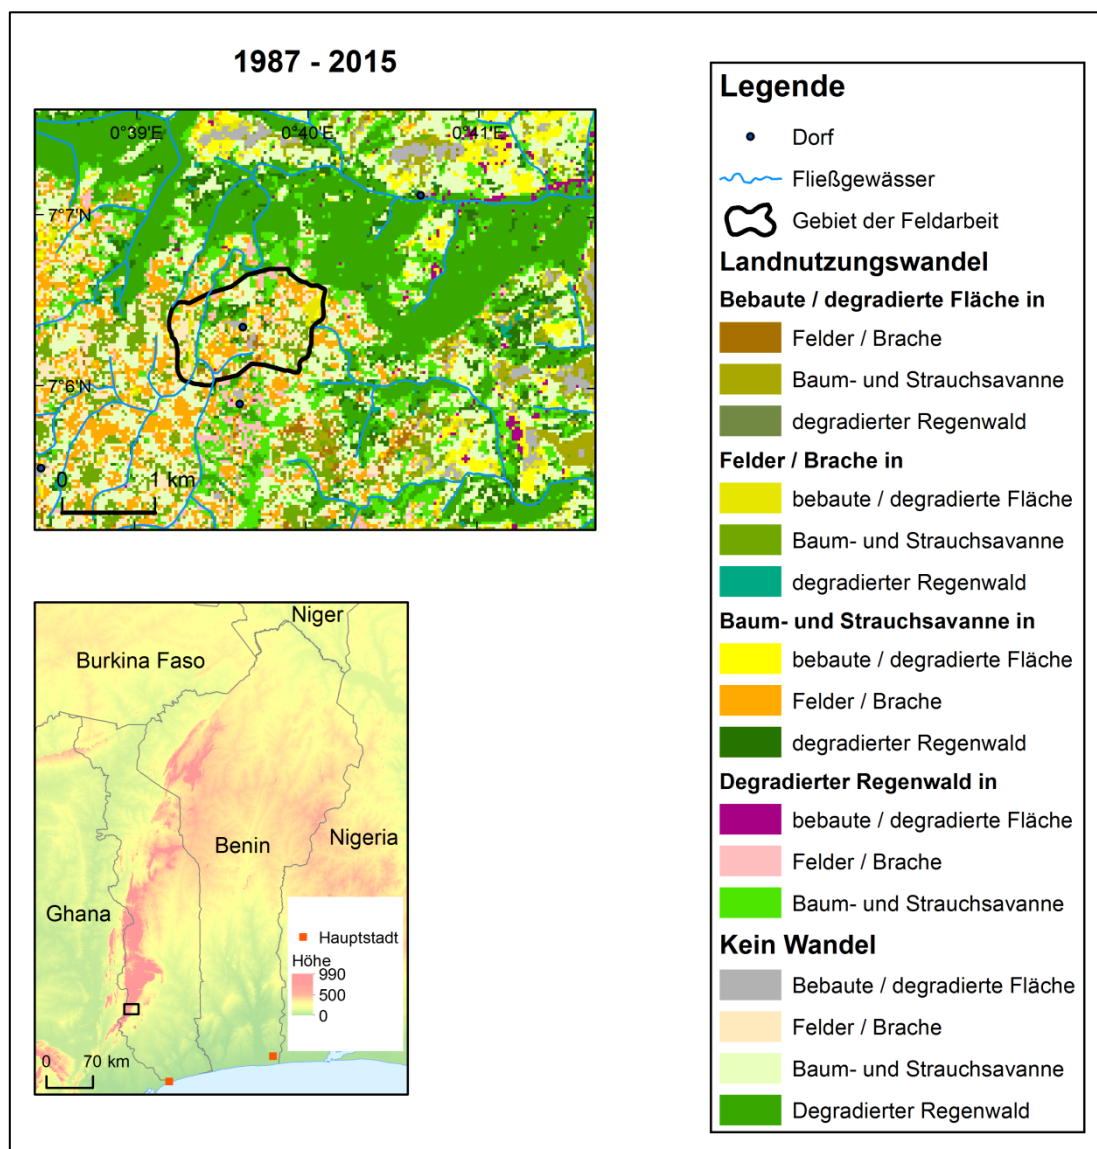 1987 - 2015
0°39'E
0°40'E
0°41'E
7°7'N
7°6'N
0
1 km
Niger
Burkina Faso
Benin
Nigeria
Ghana
Hauptstadt
Höhe
990
500
0
0
70 km
Legende
Dorf
Fließgewässer
Gebiet der Feldarbeit
Landnutzungswandel
Bebaute / degradierte Fläche in
Felder / Brache
Baum- und Strauchsavanne
degradierter Regenwald
Felder / Brache in
bebaute / degradierte Fläche
Baum- und Strauchsavanne
degradierter Regenwald
Baum- und Strauchsavanne in
bebaute / degradierte Fläche
Felder / Brache
degradierter Regenwald
Degradierter Regenwald in
bebaute / degradierte Fläche
Felder / Brache
Baum- und Strauchsavanne
Kein Wandel
Bebaute / degradierte Fläche
Felder / Brache
Baum- und Strauchsavanne
Degradierter Regenwald